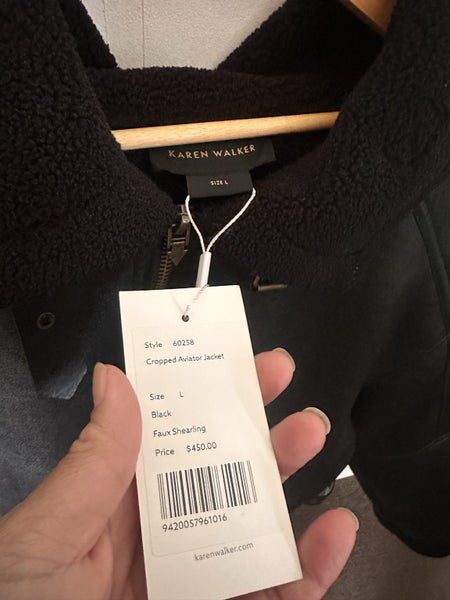 KAREN WALKER
SIZE L
Style 60258
Cropped Aviator Jacket
Size L
Black
Faux Shearling
Price $450.00
9420057961016
karenwalker.com